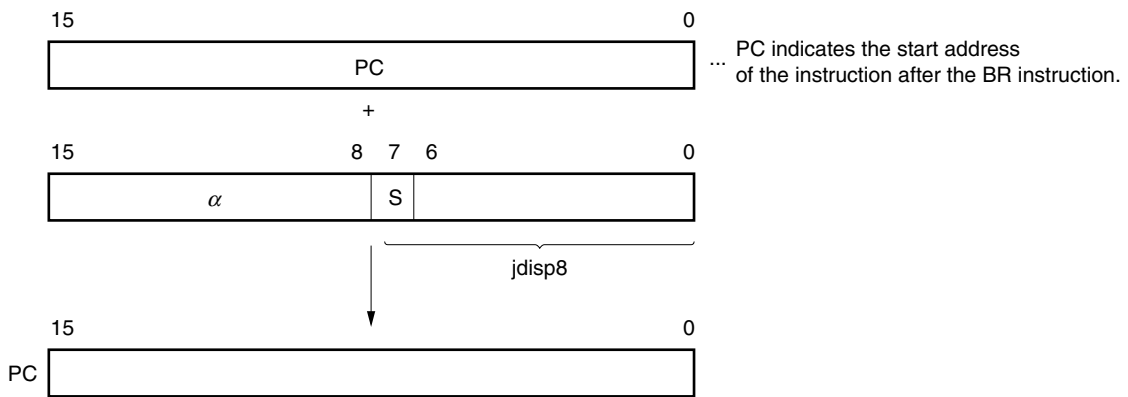 15 0
PC
... PC indicates the start address
of the instruction after the BR instruction.
+
15 8 7 6 0
α S
jdisp8
15 0
PC